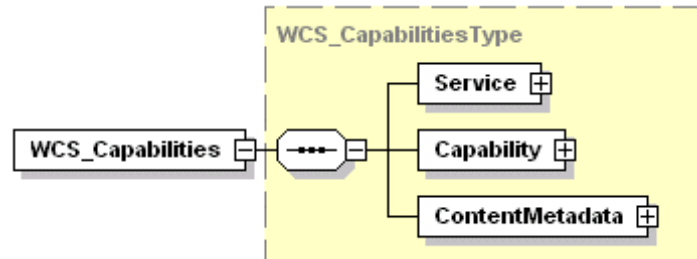 WCS_CapabilitiesType
Service
WCS_Capabilities
Capability
ContentMetadata